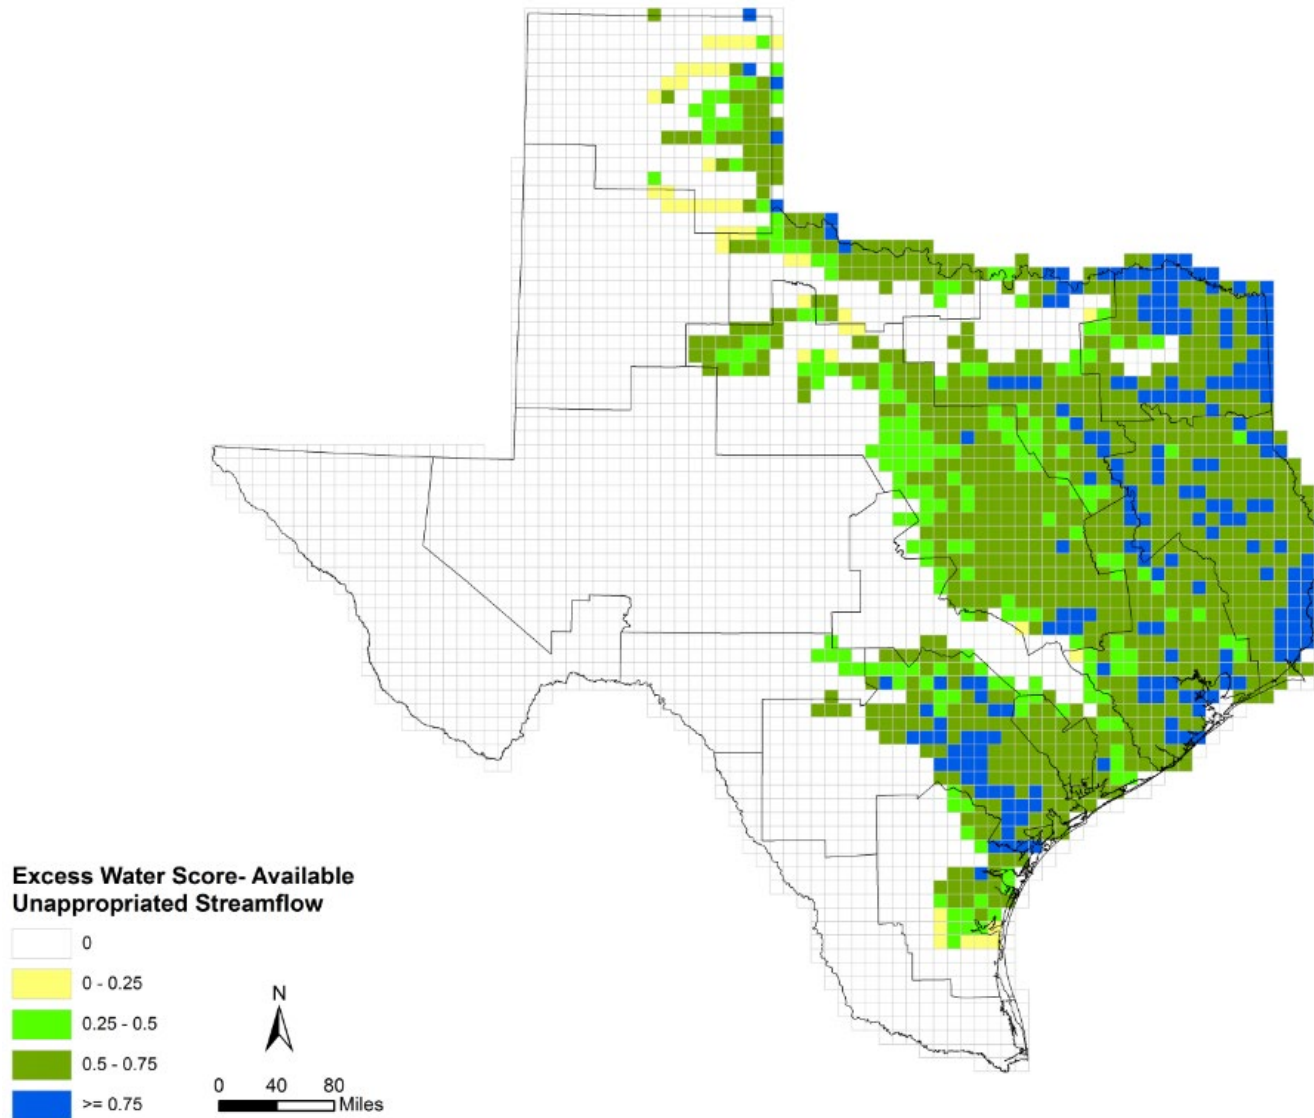 Excess Water Score- Available
Unappropriated Streamflow
0
0 - 0.25
0.25 - 0.5
0.5 - 0.75
>= 0.75
N
0 40 80
Miles